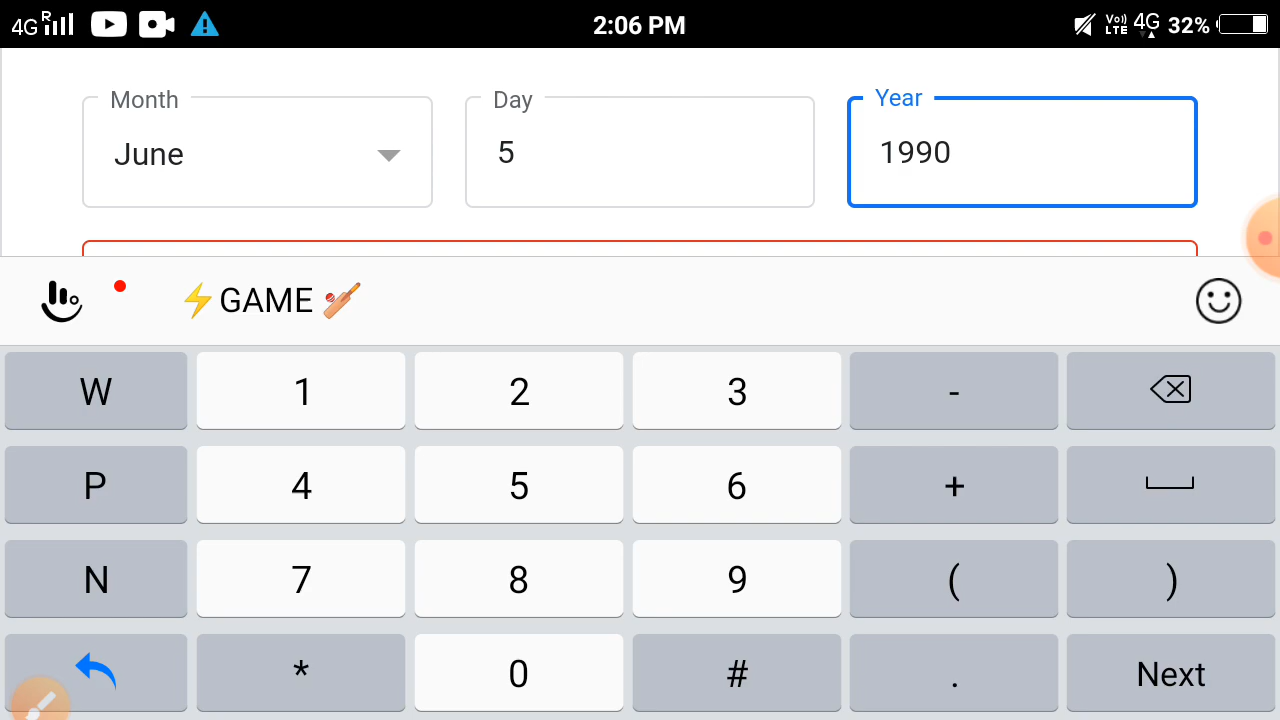 4G R 2:06 PM Vo)) LTE 4G 32%
Month Day Year
June 5 1990
⚡GAME 🏏
W 1 2 3 -
P 4 5 6 +
N 7 8 9 ( )
* 0 # . Next